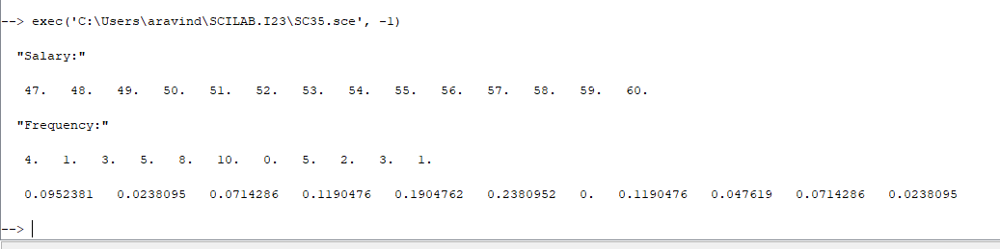 --> exec('C:\Users\aravind\SCILAB.I23\SC35.sce', -1)
"Salary:"
47. 48. 49. 50. 51. 52. 53. 54. 55. 56. 57. 58. 59. 60.
"Frequency:"
4. 1. 3. 5. 8. 10. 0. 5. 2. 3. 1.
0.0952381 0.0238095 0.0714286 0.1190476 0.1904762 0.2380952 0. 0.1190476 0.047619 0.0714286 0.0238095
-->